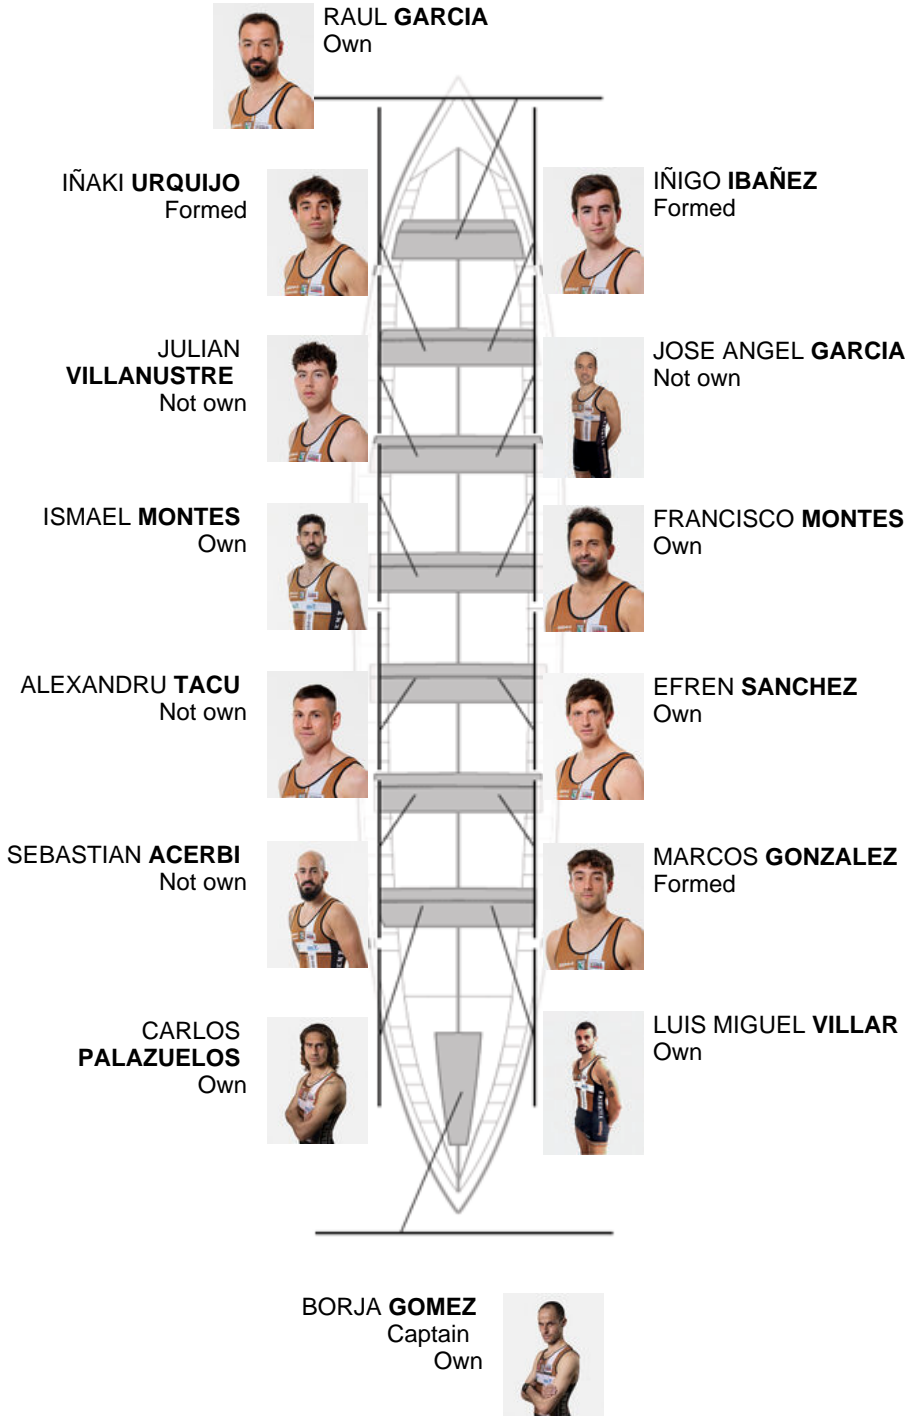 RAUL GARCIA
Own
IÑAKI URQUIJO
Formed
IÑIGO IBAÑEZ
Formed
JULIAN
VILLANUSTRE
Not own
JOSE ANGEL GARCIA
Not own
ISMAEL MONTES
Own
FRANCISCO MONTES
Own
ALEXANDRU TACU
Not own
EFREN SANCHEZ
Own
SEBASTIAN ACERBI
Not own
MARCOS GONZALEZ
Formed
CARLOS
PALAZUELOS
Own
LUIS MIGUEL VILLAR
Own
BORJA GOMEZ
Captain
Own